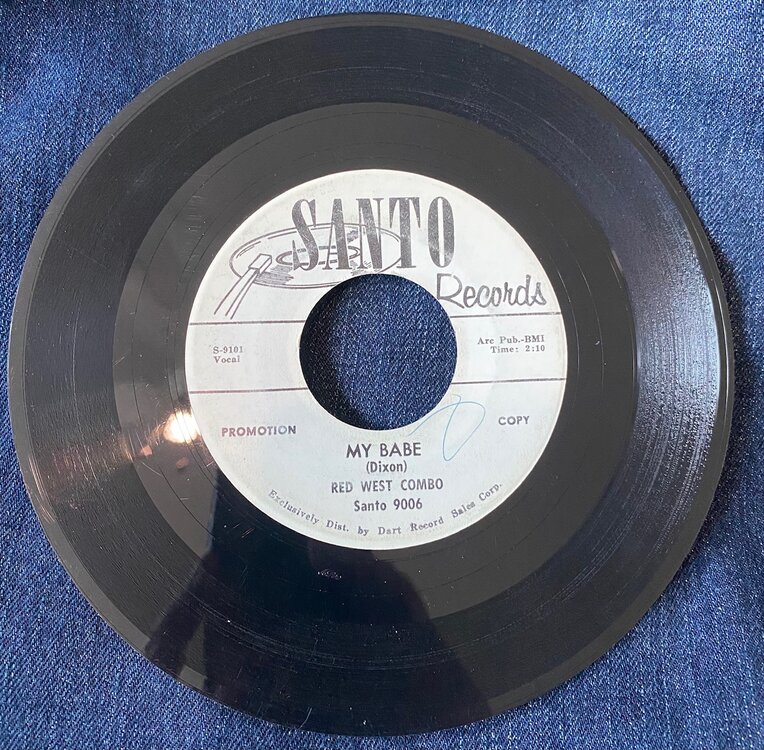 SANTO
Records
S-9101
Vocal
Arc Pub.-BMI
Time: 2:10
PROMOTION
COPY
MY BABE
(Dixon)
RED WEST COMBO
Santo 9006
Exclusively Dist. by Dart Record Sales Corp.